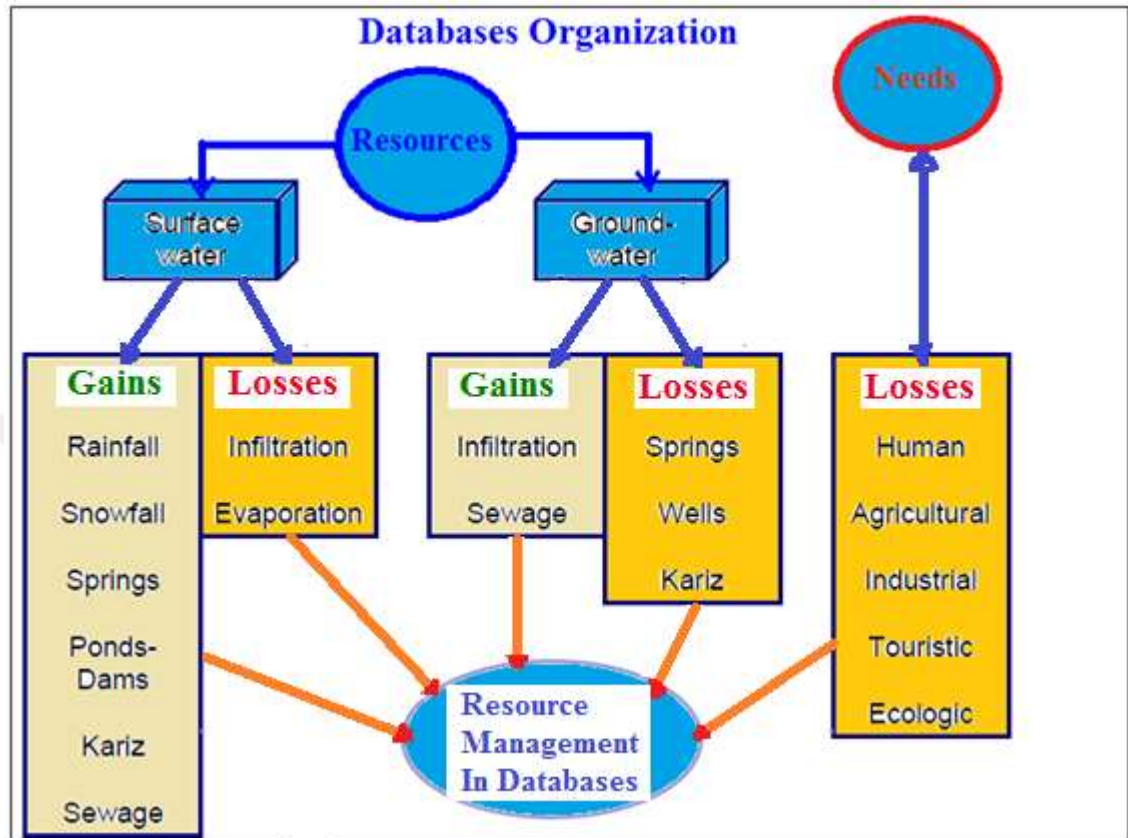 Databases Organization
Needs
Resources
Surface
water
Ground-
water
Gains
Rainfall
Snowfall
Springs
Ponds-
Dams
Kariz
Sewage
Losses
Infiltration
Evaporation
Gains
Infiltration
Sewage
Losses
Springs
Wells
Kariz
Losses
Human
Agricultural
Industrial
Touristic
Ecologic
Resource
Management
In Databases